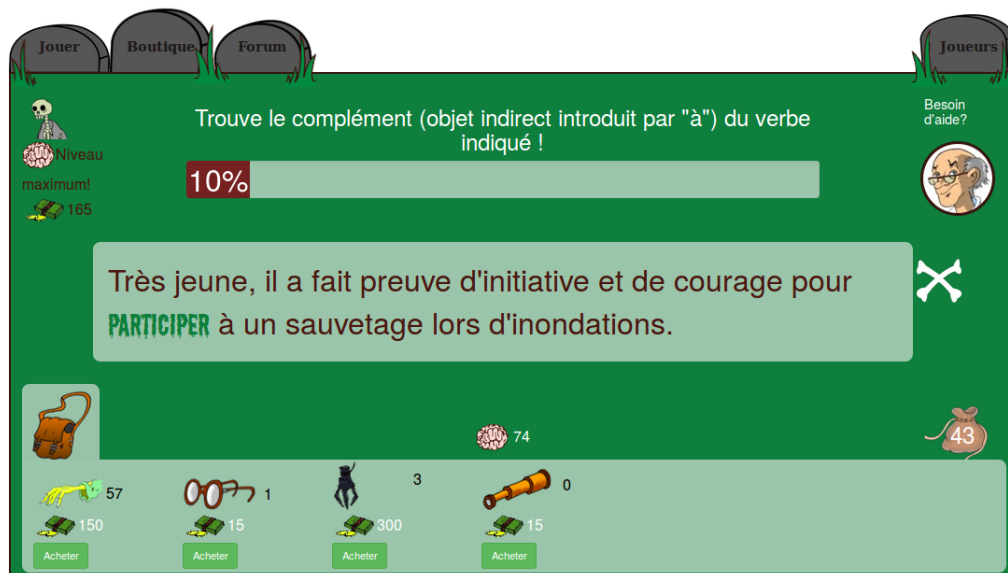 Jouer
Boutique
Forum
Joueurs
Besoin
d'aide?
Niveau
maximum!
165
Trouve le complément (objet indirect introduit par "à") du verbe
indiqué !
10%
Très jeune, il a fait preuve d'initiative et de courage pour
PARTICIPER à un sauvetage lors d'inondations.
74
43
57
1
3
0
150
15
300
15
Acheter
Acheter
Acheter
Acheter